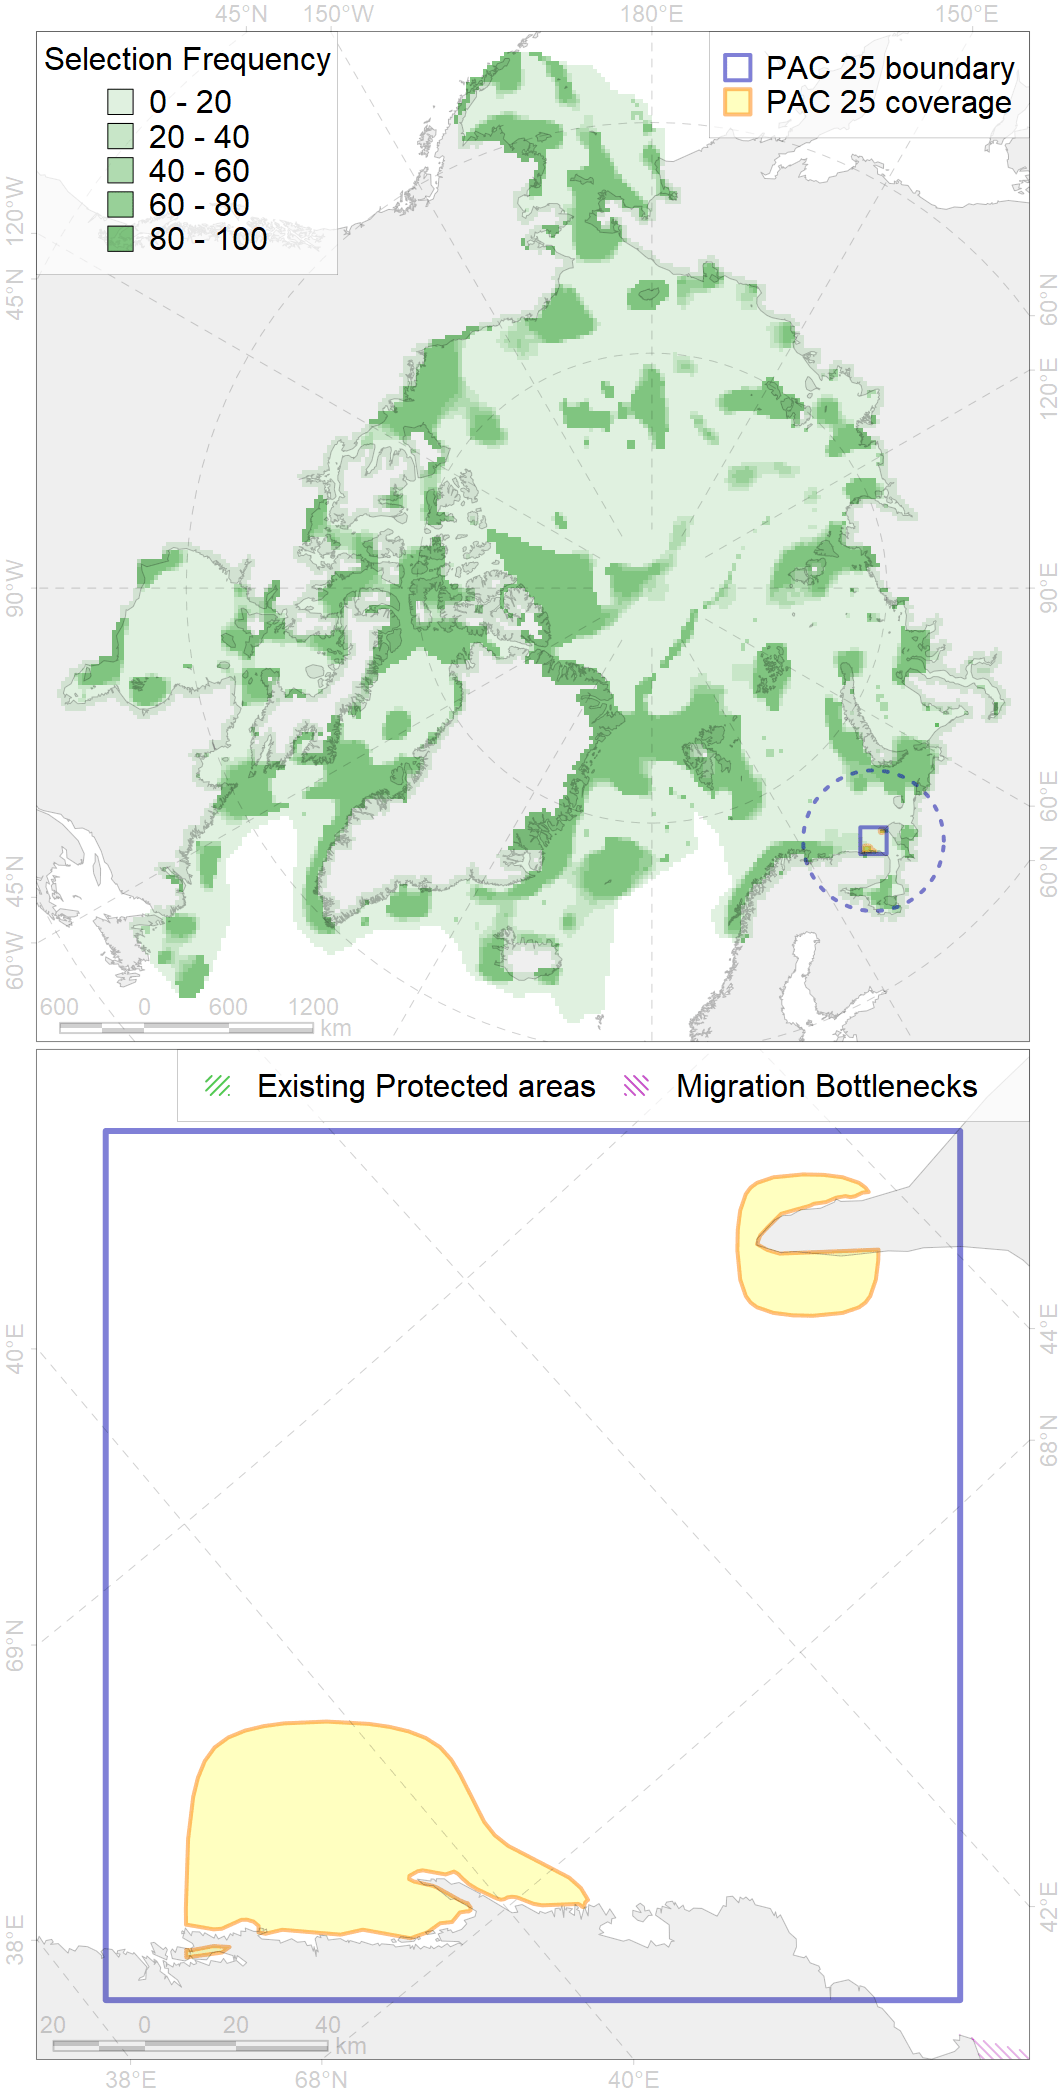 45°N 150°W 180°E 150°E
Selection Frequency
0 - 20
20 - 40
40 - 60
60 - 80
80 - 100
PAC 25 boundary
PAC 25 coverage
120°W
45°N
90°W
45°N
60°W
60°N
120°E
90°E
60°E
60°N
600 0 600 1200
km
Existing Protected areas
Migration Bottlenecks
40°E
69°N
38°E
44°E
68°N
42°E
20 0 20 40
km
38°E 68°N 40°E